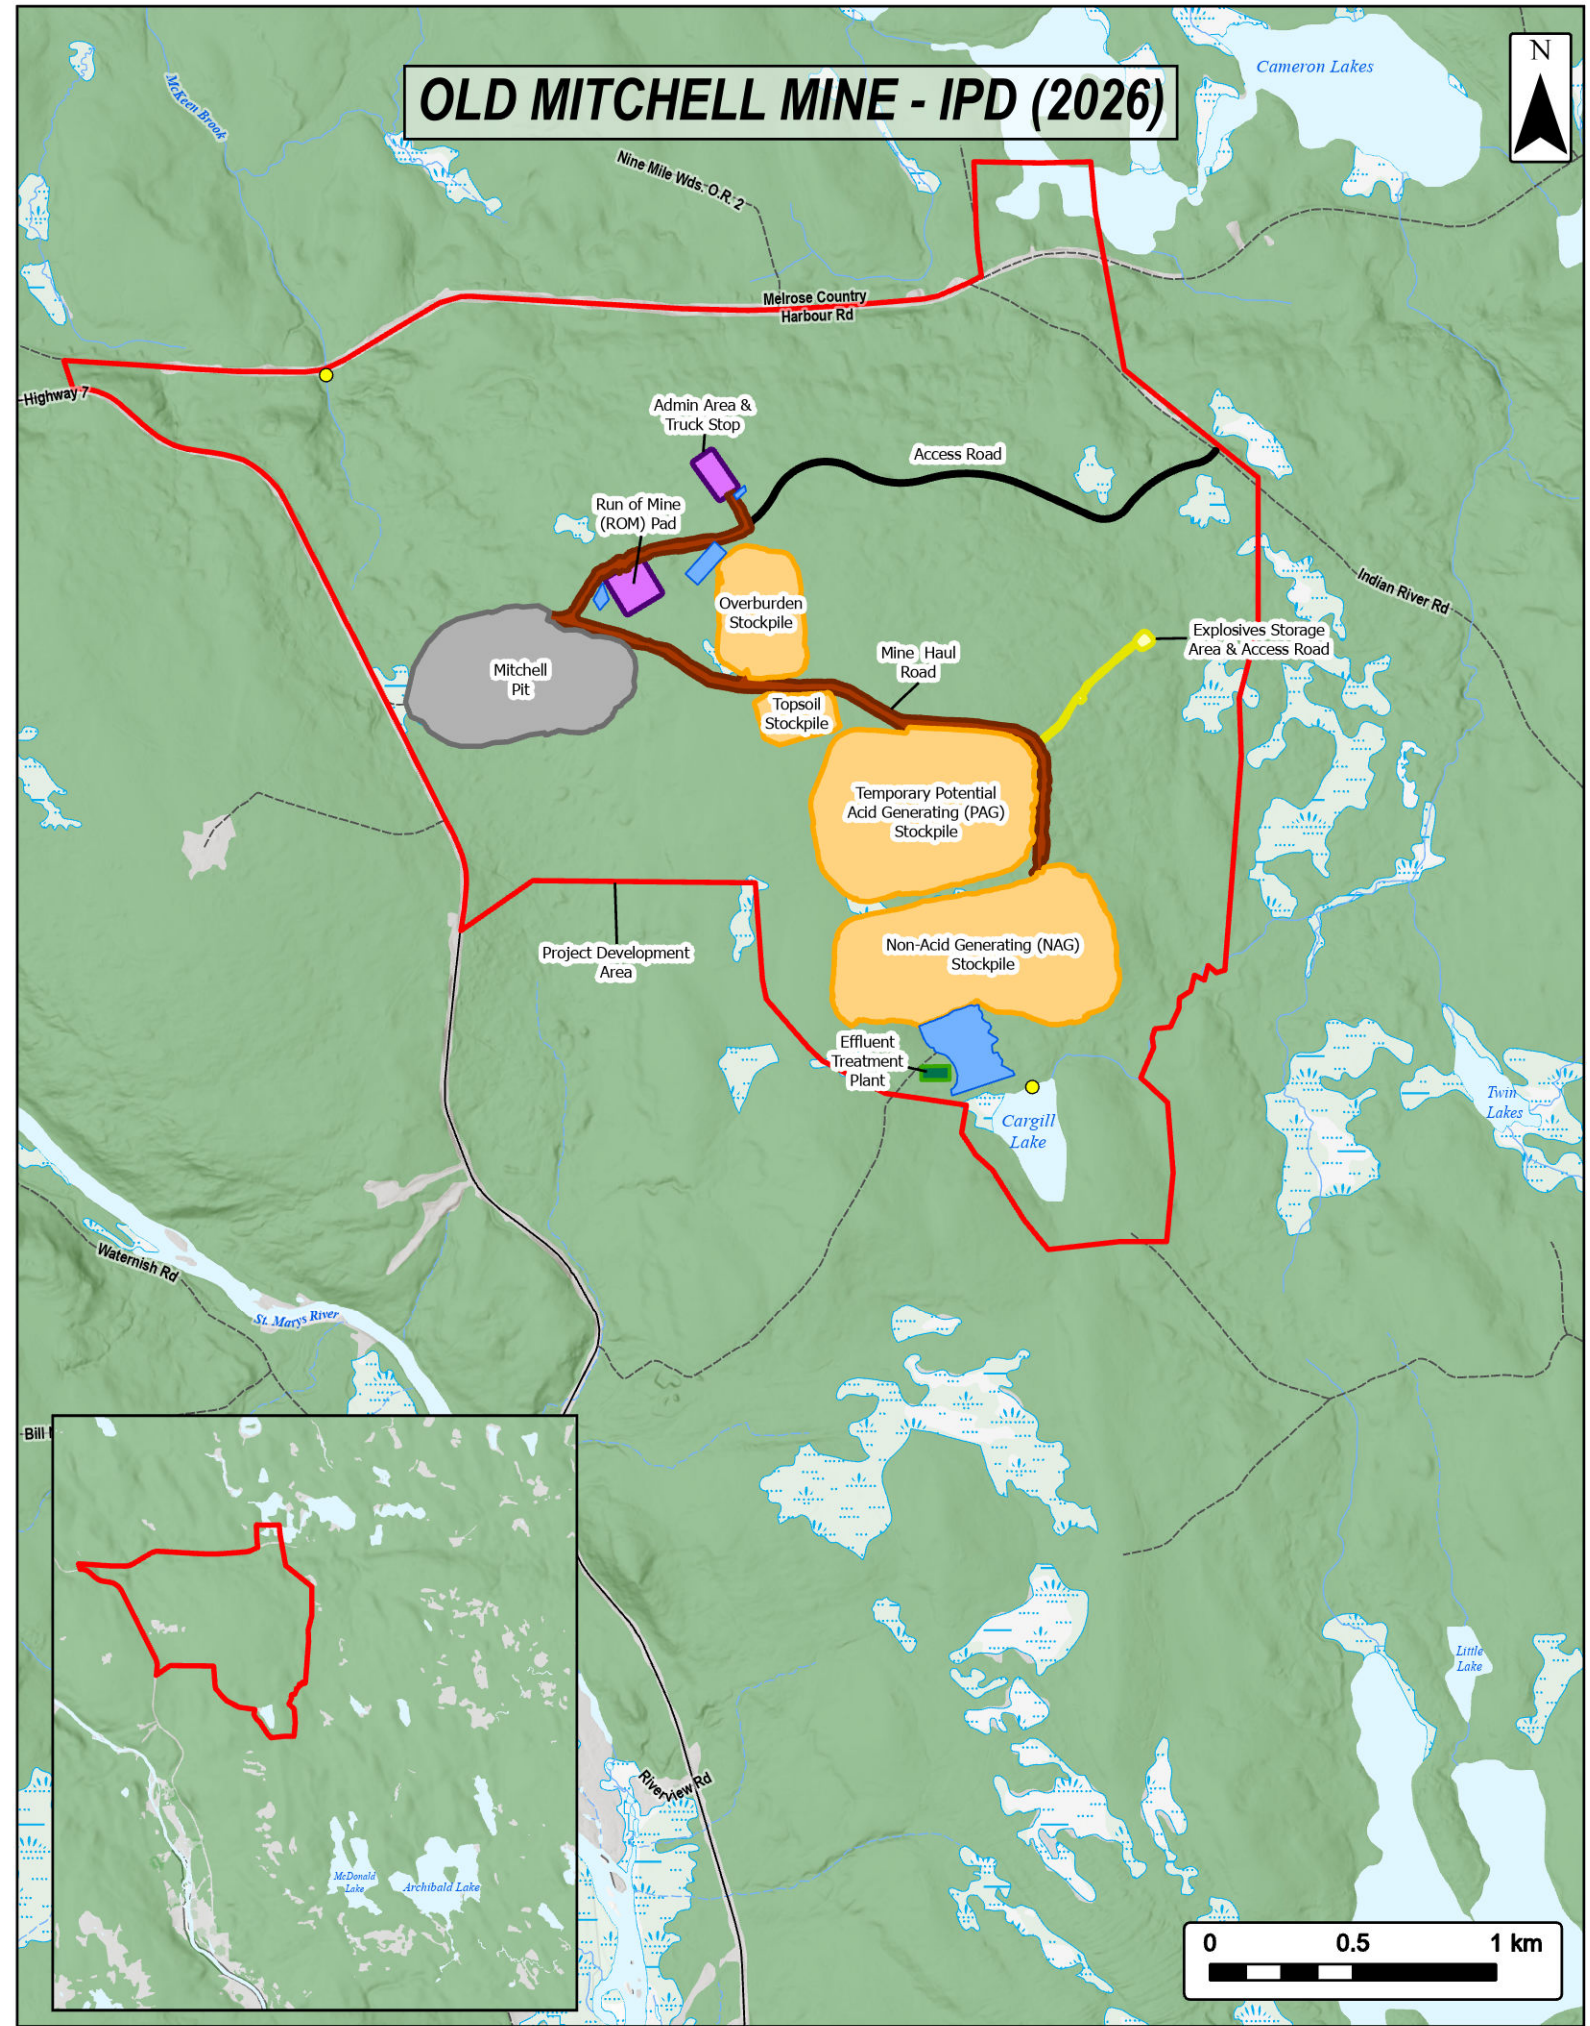 Cameron Lakes
N
McKeen Brook
OLD MITCHELL MINE - IPD (2026)
Nine Mile Wds. O.R. 2
Melrose Country
Harbour Rd
Highway 7
Admin Area &
Truck Stop
Access Road
Run of Mine
(ROM) Pad
Indian River Rd
Overburden
Stockpile
Explosives Storage
Area & Access Road
Mine Haul
Road
Mitchell
Pit
Topsoil
Stockpile
Temporary Potential
Acid Generating (PAG)
Stockpile
Project Development
Area
Non-Acid Generating (NAG)
Stockpile
Effluent
Treatment
Plant
Cargill
Lake
Twin
Lakes
Waternish Rd
St. Marys River
Bill
Little
Lake
Riverview Rd
McDonald
Lake
Archibald Lake
0 0.5 1 km